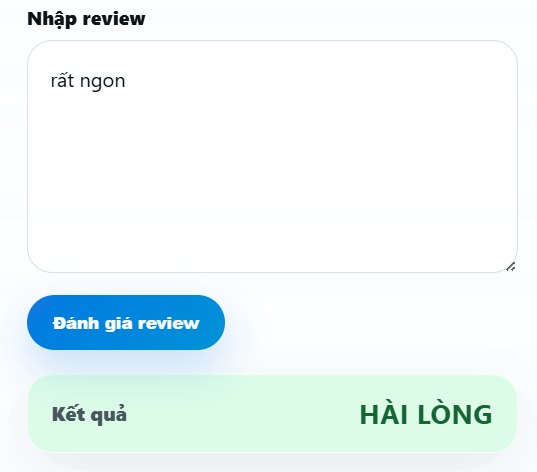 Nhập review
rất ngon
Đánh giá review
Kết quả
HÀI LÒNG